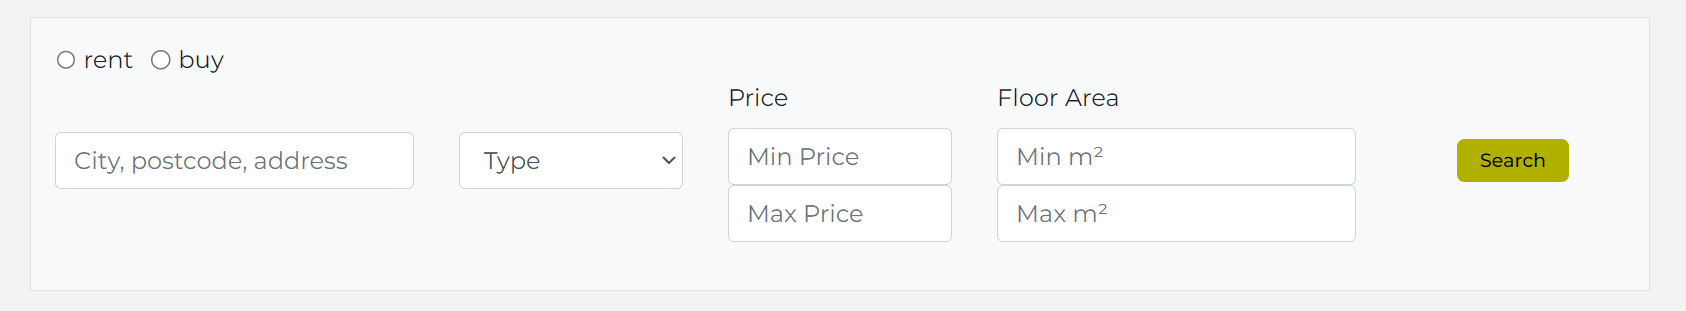 rent buy
Price Floor Area
City, postcode, address Type Min Price Min m² Search
Max Price Max m²